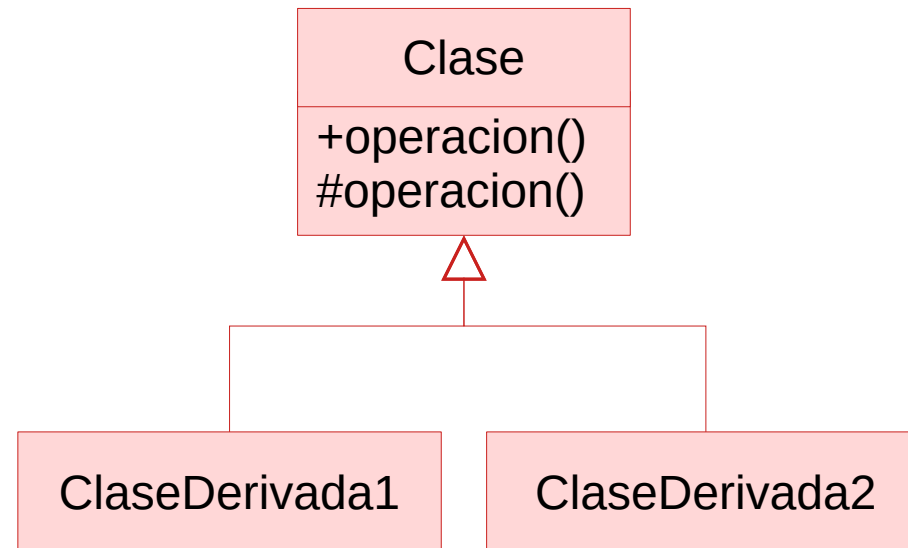 Clase
+operacion()
#operacion()
ClaseDerivada1
ClaseDerivada2